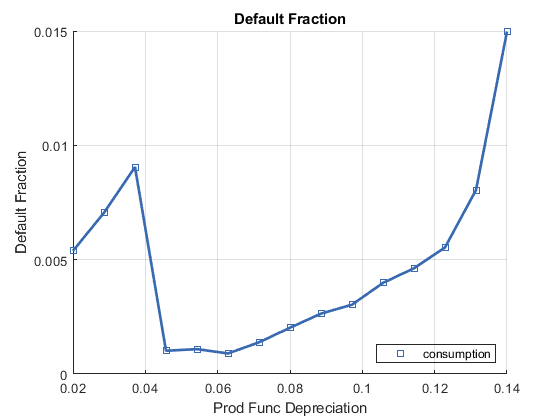 Default Fraction
0.015
0.01
0.005
0
Default Fraction
0.02 0.04 0.06 0.08 0.1 0.12 0.14
Prod Func Depreciation
consumption